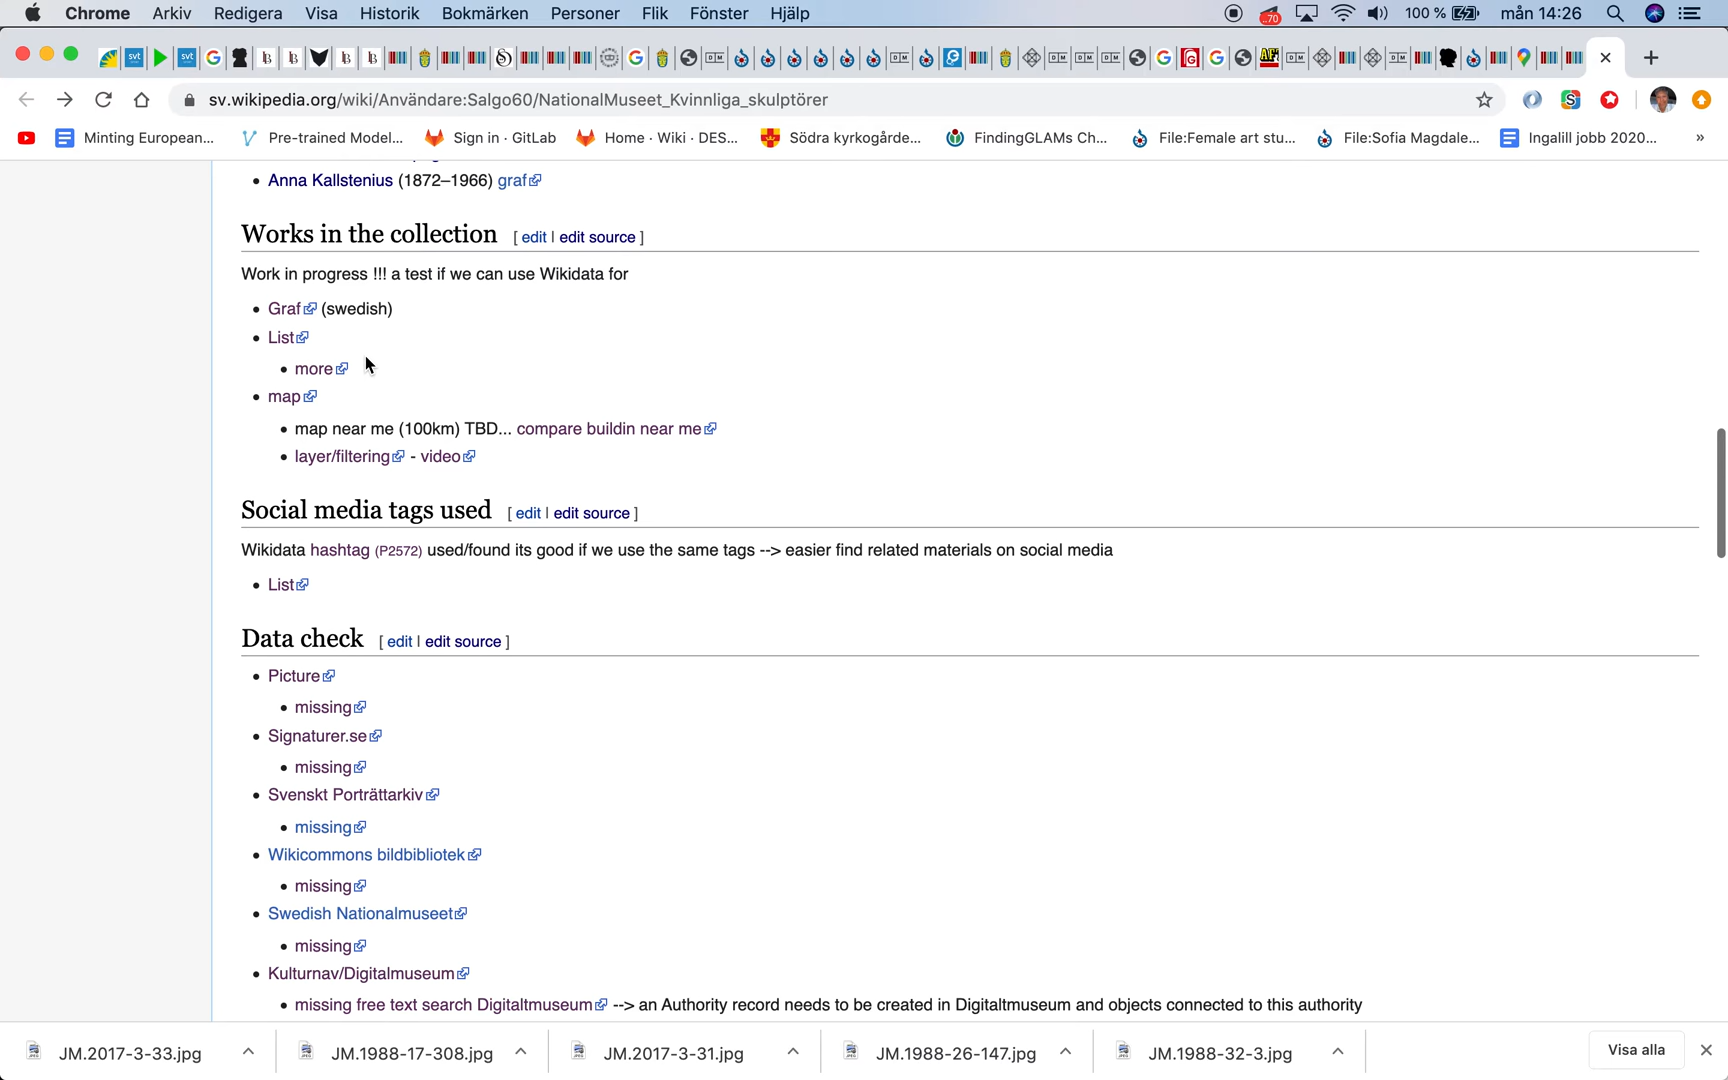 Chrome Arkiv Redigera Visa Historik Bokmärken Personer Flik Fönster Hjälp 70 100 % mån 14:26
sv.wikipedia.org/wiki/Användare:Salgo60/NationalMuseet_Kvinnliga_skulptörer
Minting European... Pre-trained Model... Sign in · GitLab Home · Wiki · DES... Södra kyrkogårde... FindingGLAMs Ch... File:Female art stu... File:Sofia Magdale... Ingalill jobb 2020... »
• Anna Kallstenius (1872–1966) graf
Works in the collection [ edit | edit source ]
Work in progress !!! a test if we can use Wikidata for
• Graf (swedish)
• List
• more
• map
• map near me (100km) TBD... compare buildin near me
• layer/filtering - video
Social media tags used [ edit | edit source ]
Wikidata hashtag (P2572) used/found its good if we use the same tags --> easier find related materials on social media
• List
Data check [ edit | edit source ]
• Picture
• missing
• Signaturer.se
• missing
• Svenskt Porträttarkiv
• missing
• Wikicommons bildbibliotek
• missing
• Swedish Nationalmuseet
• missing
• Kulturnav/Digitalmuseum
• missing free text search Digitaltmuseum --> an Authority record needs to be created in Digitaltmuseum and objects connected to this authority
JM.2017-3-33.jpg JM.1988-17-308.jpg JM.2017-3-31.jpg JM.1988-26-147.jpg JM.1988-32-3.jpg Visa alla